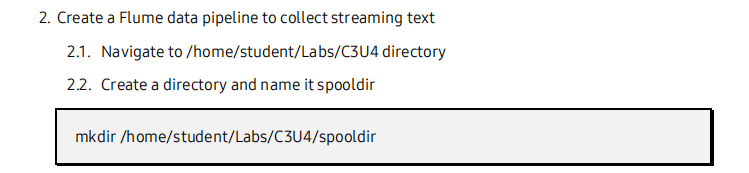 2. Create a Flume data pipeline to collect streaming text
2.1. Navigate to /home/student/Labs/C3U4 directory
2.2. Create a directory and name it spooldir
mkdir /home/student/Labs/C3U4/spooldir